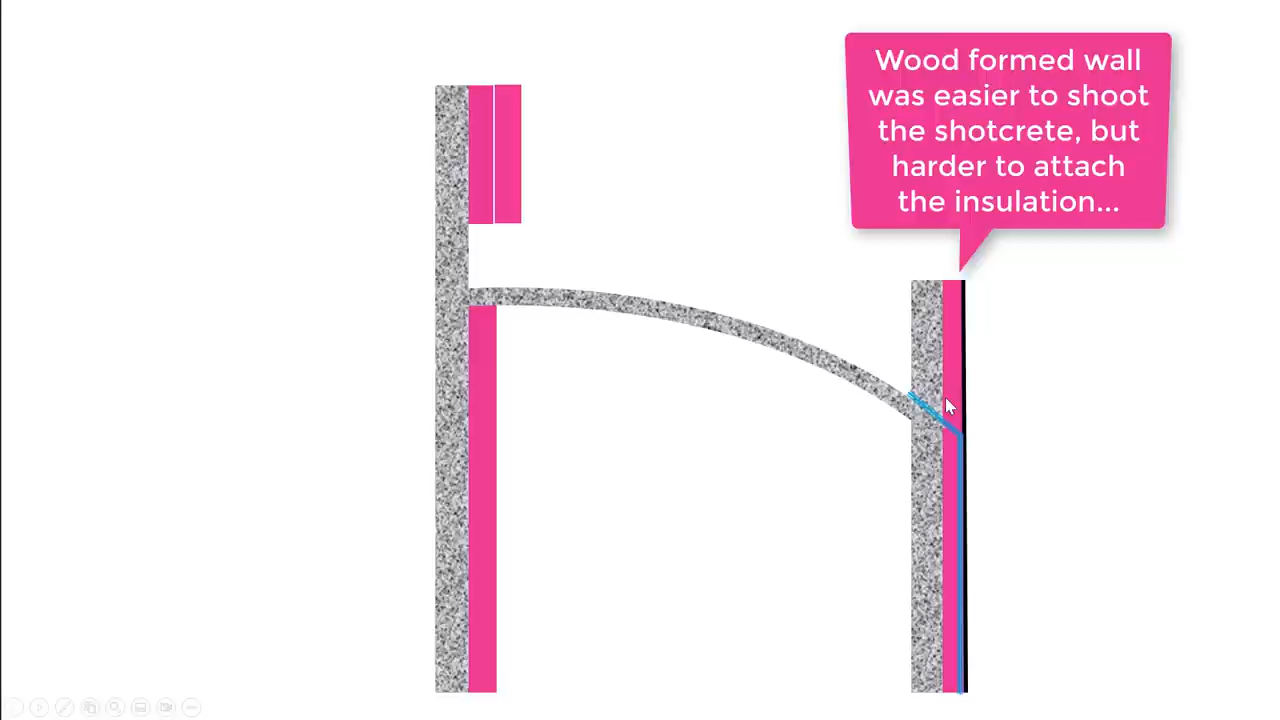 Wood formed wall
was easier to shoot
the shotcrete, but
harder to attach
the insulation...